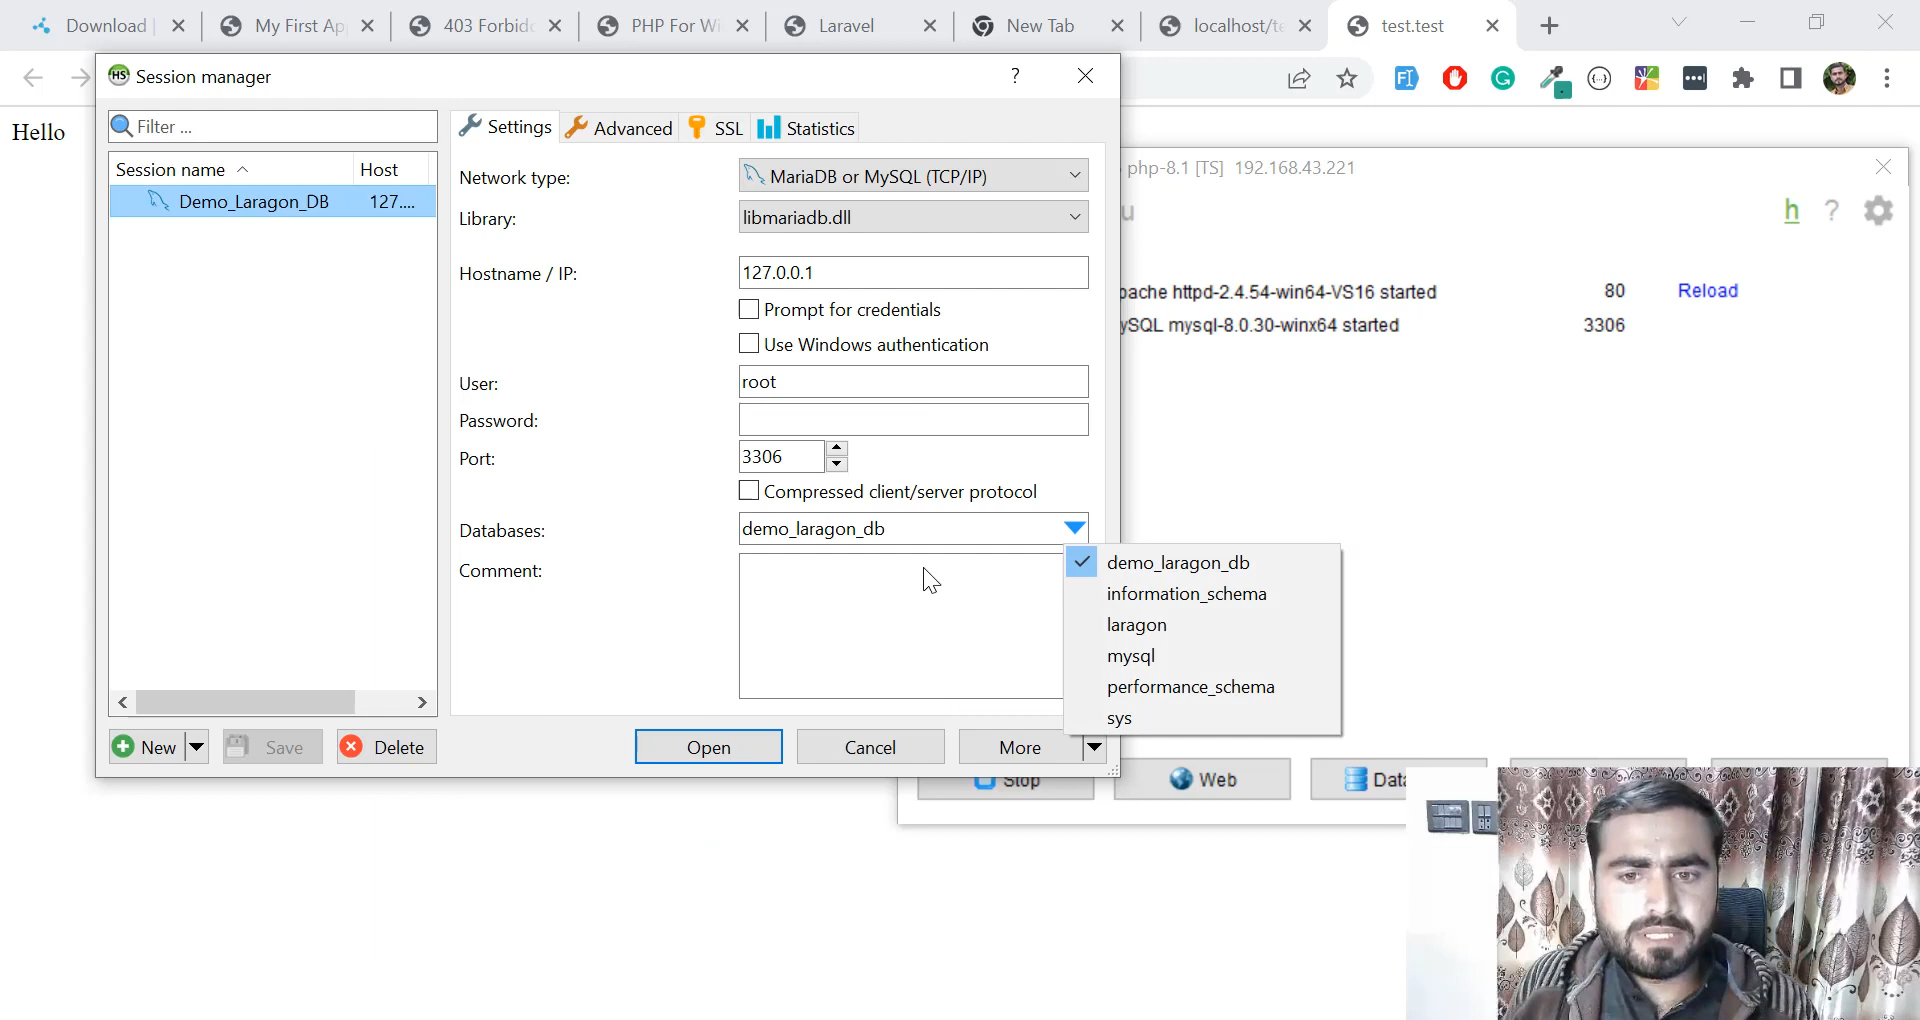 Download
My First Ap
403 Forbid
PHP For Wi
Laravel
New Tab
localhost/te
test.test
HS Session manager ?
Hello
Filter ...
Session name
Host
Demo_Laragon_DB
127....
Settings
Advanced
SSL
Statistics
Network type:
MariaDB or MySQL (TCP/IP)
Library:
libmariadb.dll
Hostname / IP:
127.0.0.1
Prompt for credentials
Use Windows authentication
User:
root
Password:
Port:
3306
Compressed client/server protocol
Databases:
demo_laragon_db
Comment:
demo_laragon_db
information_schema
laragon
mysql
performance_schema
sys
New
Save
Delete
Open
Cancel
More
php-8.1 [TS] 192.168.43.221
u
h ?
pache httpd-2.4.54-win64-VS16 started 80 Reload
ySQL mysql-8.0.30-winx64 started 3306
Stop
Web
Data